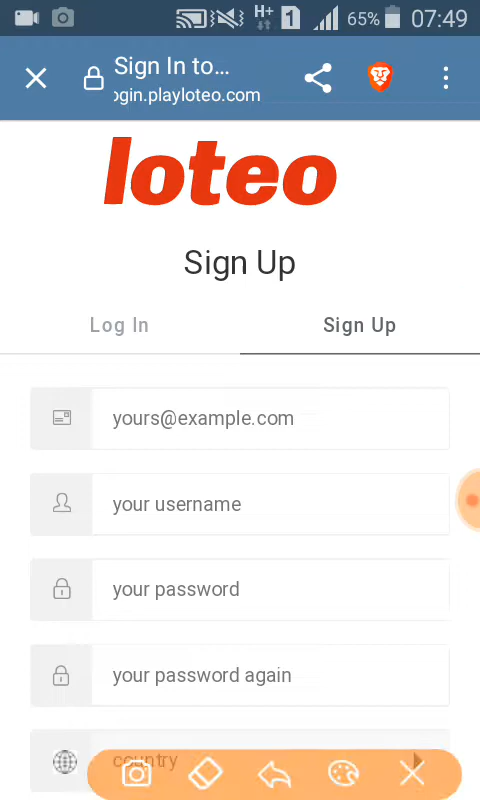 H+ 1 65% 07:49
Sign In to...
ogin.playloteo.com
loteo
Sign Up
Log In Sign Up
yours@example.com
your username
your password
your password again
country